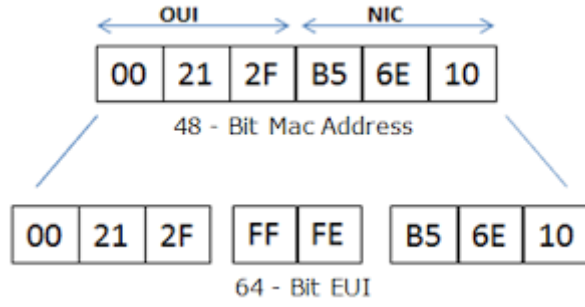 OUI NIC
00 21 2F B5 6E 10
48 - Bit Mac Address
00 21 2F FF FE B5 6E 10
64 - Bit EUI